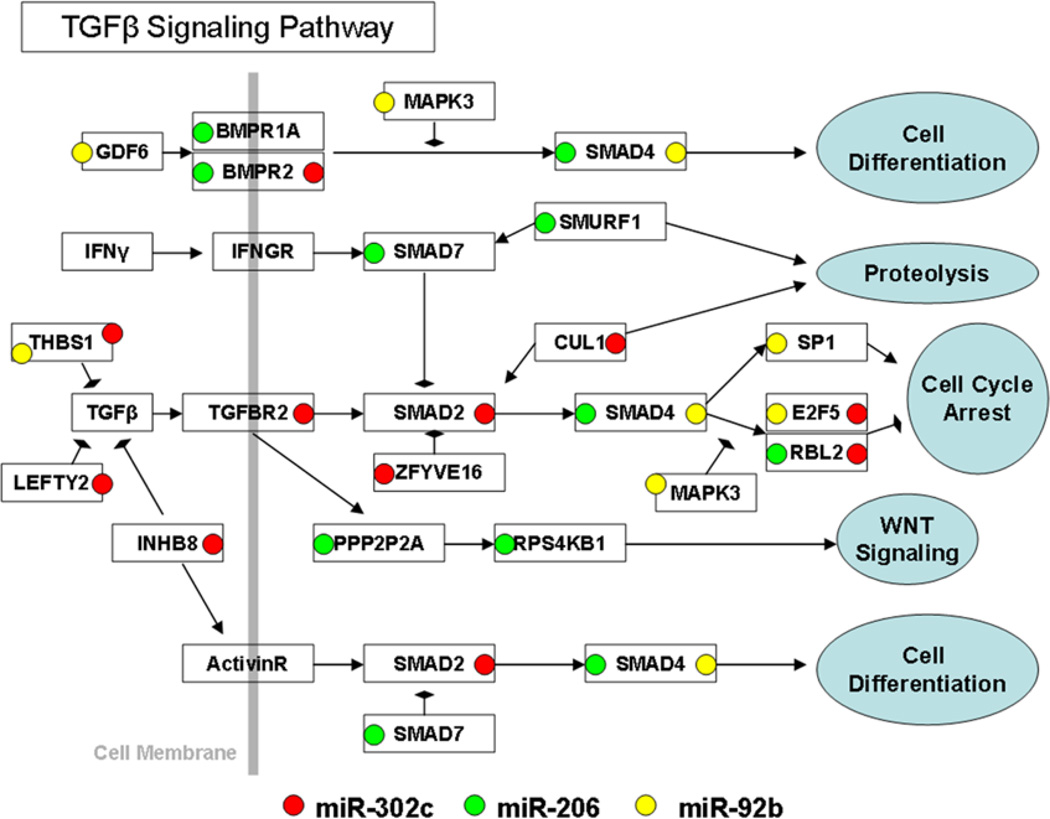 TGFβ Signaling Pathway
MAPK3
BMPR1A
GDF6
BMPR2
SMAD4
Cell
Differentiation
SMURF1
IFNγ
IFNGR
SMAD7
Proteolysis
THBS1
CUL1
SP1
TGFβ
TGFBR2
SMAD2
SMAD4
E2F5
RBL2
Cell Cycle
Arrest
LEFTY2
ZFYVE16
MAPK3
INHB8
PPP2P2A
RPS4KB1
WNT
Signaling
ActivinR
SMAD2
SMAD4
Cell
Differentiation
SMAD7
Cell Membrane
miR-302c
miR-206
miR-92b